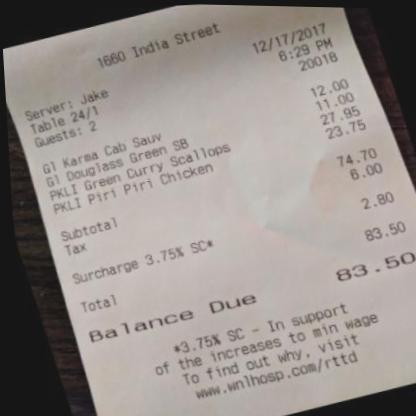 1660 India Street
12/17/2017
Server: Jake 6:29 PM
Table 24/1 20018
Guests: 2
Gl Karma Cab Sauv 12.00
Gl Douglass Green SB 11.00
PKLI Green Curry Scallops 27.95
PKLI Piri Piri Chicken 23.75
Subtotal 74.70
Tax 6.00
Surcharge 3.75% SC* 2.80
Total 83.50
Balance Due 83.50
*3.75% SC - In support
of the increases to min wage
To find out why, visit
www.wnlhosp.com/rttd